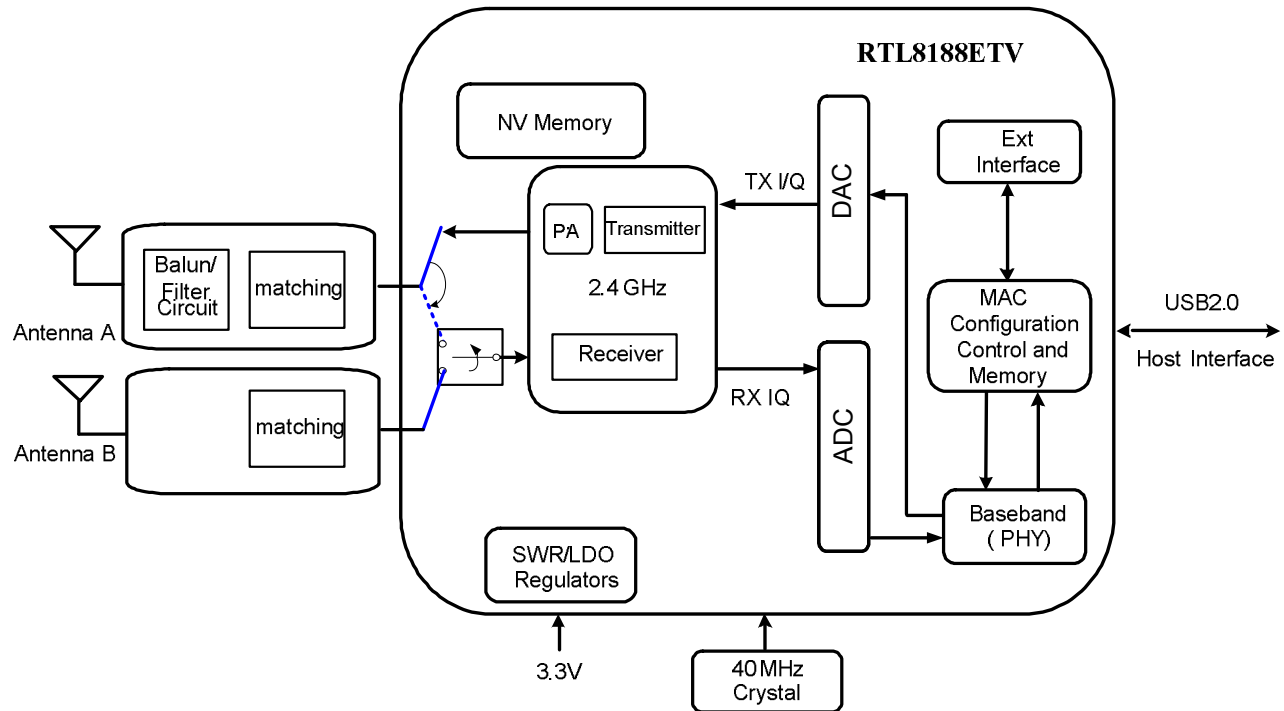 RTL8188ETV
NV Memory
Ext
Interface
DAC
TX I/Q
PA
Transmitter
2.4 GHz
Receiver
Balun/
Filter
Circuit
matching
Antenna A
matching
Antenna B
MAC
Configuration
Control and
Memory
USB2.0
Host Interface
RX IQ
ADC
Baseband
( PHY)
SWR/LDO
Regulators
3.3V
40MHz
Crystal